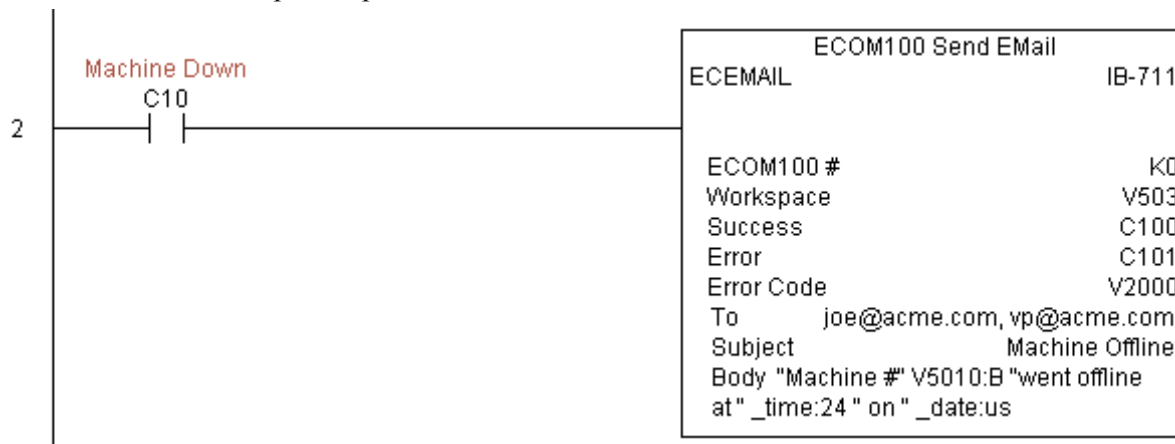 Machine Down
C10
2
ECOM100 Send EMail
ECEMAIL IB-711
ECOM100 # K0
Workspace V503
Success C100
Error C101
Error Code V2000
To joe@acme.com, vp@acme.com
Subject Machine Offline
Body "Machine #" V5010:B "went offline
at " _time:24 " on " _date:us